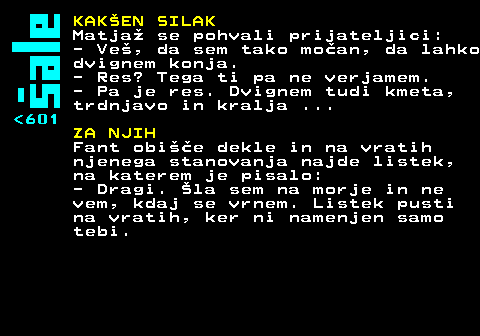 šale
<601
KAKŠEN SILAK
Matjaž se pohvali prijateljici:
- Veš, da sem tako močan, da lahko
dvignem konja.
- Res? Tega ti pa ne verjamem.
- Pa je res. Dvignem tudi kmeta,
trdnjavo in kralja ...
ZA NJIH
Fant obišče dekle in na vratih
njenega stanovanja najde listek,
na katerem je pisalo:
- Dragi. Šla sem na morje in ne
vem, kdaj se vrnem. Listek pusti
na vratih, ker ni namenjen samo
tebi.